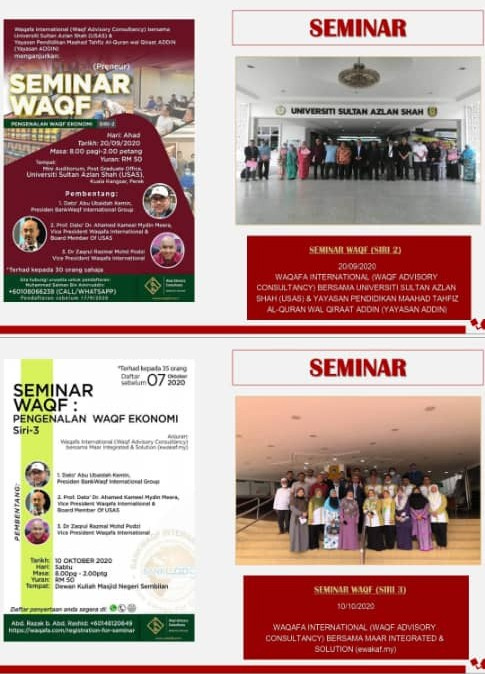 Waqafa International (Waqf Advisory Consultancy) bersama
Universiti Sultan Azlan Shah (USAS) &
Yayasan Pendidikan Maahad Tahfiz Al-Quran wal Qiraat ADDIN
(Yayasan ADDIN)
menganjurkan:
(Preneur)
SEMINAR
WAQF
PENGENALAN WAQF EKONOMI SIRI-2
Hari: Ahad
Tarikh: 20/09/2020
Masa: 8.00 pagi-2.00 petang
Yuran: RM 50
Tempat:
Mini Auditorium, Post Graduate Office,
Universiti Sultan Azlan Shah (USAS),
Kuala Kangsar, Perak
Pembentang:
1. Dato' Abu Ubaidah Kemin,
Presiden BankWaqf International Group
2. Prof. Dato' Dr. Ahamed Kameel Mydin Meera,
Vice President Waqafa International &
Board Member Of USAS
3. Dr Zaqrul Razmal Mohd Podzi
Vice President Waqafa International
*Terhad kepada 30 orang sahaja
Sila hubungi urusetia untuk pendaftaran:
+60108066239 (CALL/WHATSAPP)
Pendaftaran sebelum 17/9/2020
SEMINAR
UNIVERSITI SULTAN AZLAN SHAH
SEMINAR WAQF (SIRI 2)
20/09/2020
WAQAFA INTERNATIONAL (WAQF ADVISORY
CONSULTANCY) BERSAMA UNIVERSITI SULTAN AZLAN
SHAH (USAS) & YAYASAN PENDIDIKAN MAAHAD TAHFIZ
AL-QURAN WAL QIRAAT ADDIN (YAYASAN ADDIN)
*Terhad kepada 35 orang
Daftar sebelum 07 Oktober 2020
SEMINAR
WAQF :
PENGENALAN WAQF EKONOMI
Siri-3
Anjuran:
Waqafa International (Waqf Advisory Consultancy)
bersama Maar Integrated & Solution (ewakaf.my)
PEMBENTANG:
1. Dato' Abu Ubaidah Kemin,
Presiden BankWaqf International Group
2. Prof. Dato' Dr. Ahamed Kameel Mydin Meera,
Vice President Waqafa International &
Board Member Of USAS
3. Dr Zaqrul Razmal Mohd Podzi
Vice President Waqafa International
Tarikh: 10 OKTOBER 2020
Hari: Sabtu
Masa: 8.00pg - 2.00ptg
Yuran: RM 50
Tempat: Dewan Kuliah Masjid Negeri Sembilan
Daftar penyertaan anda segera di
Abd. Razak b. Abd. Rashid: +60146120649
https://waqafa.com/registration-for-seminar
SEMINAR
SEMINAR WAQF (SIRI 3)
10/10/2020
WAQAFA INTERNATIONAL (WAQF ADVISORY
CONSULTANCY) BERSAMA MAAR INTEGRATED &
SOLUTION (ewakaf.my)